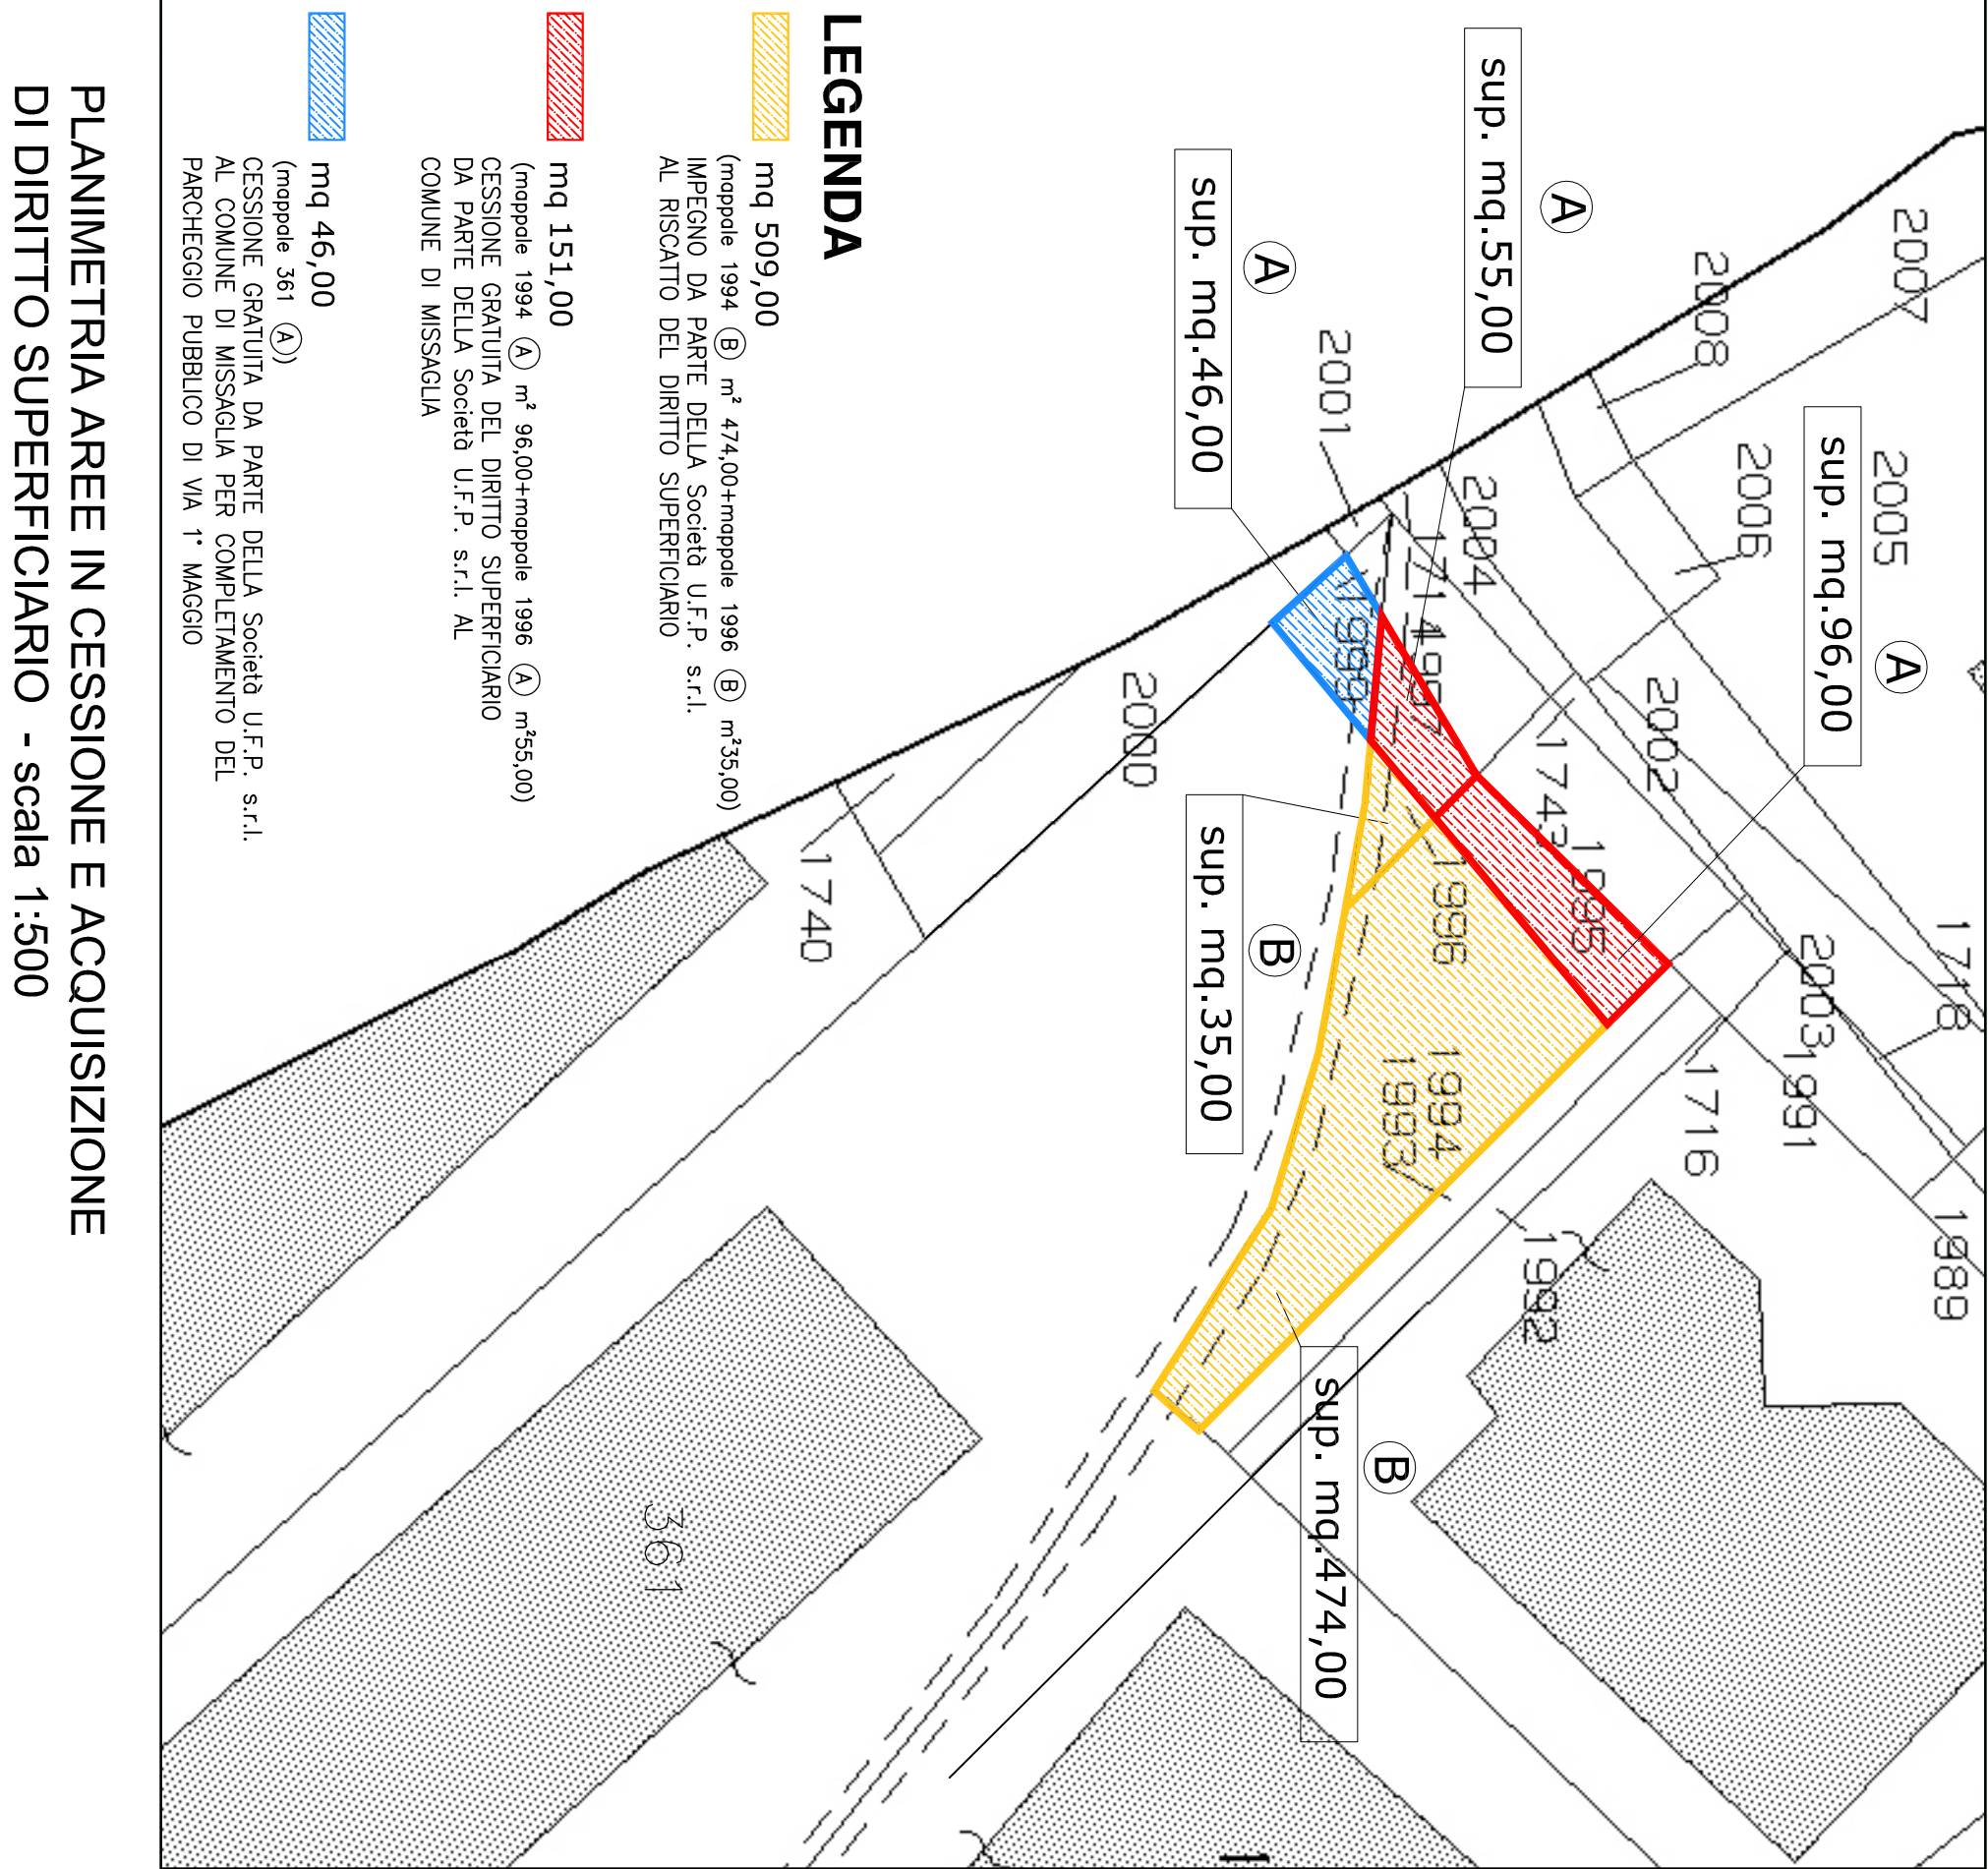 PLANIMETRIA AREE IN CESSIONE E ACQUISIZIONE
DI DIRITTO SUPERFICIARIO - scala 1:500
LEGENDA
mq 509,00
(mappale 1994 B m² 474,00+mappale 1996 B m²35,00)
IMPEGNO DA PARTE DELLA Società U.F.P. s.r.l.
AL RISCATTO DEL DIRITTO SUPERFICIARIO
mq 151,00
(mappale 1994 A m² 96,00+mappale 1996 A m²55,00)
CESSIONE GRATUITA DEL DIRITTO SUPERFICIARIO
DA PARTE DELLA Società U.F.P. s.r.l. AL
COMUNE DI MISSAGLIA
mq 46,00
(mappale 361 A)
CESSIONE GRATUITA DA PARTE DELLA Società U.F.P. s.r.l.
AL COMUNE DI MISSAGLIA PER COMPLETAMENTO DEL
PARCHEGGIO PUBBLICO DI VIA 1° MAGGIO
A
sup. mq.55,00
A
sup. mq.46,00
A
sup. mq.96,00
B
sup. mq.35,00
B
sup. mq.474,00
2007
2008
2005
2006
2004
2001
2002
1714
1997
1999
1743
1995
1996
2000
1740
1718
2003
1991
1716
1994
1993
1989
1992
361